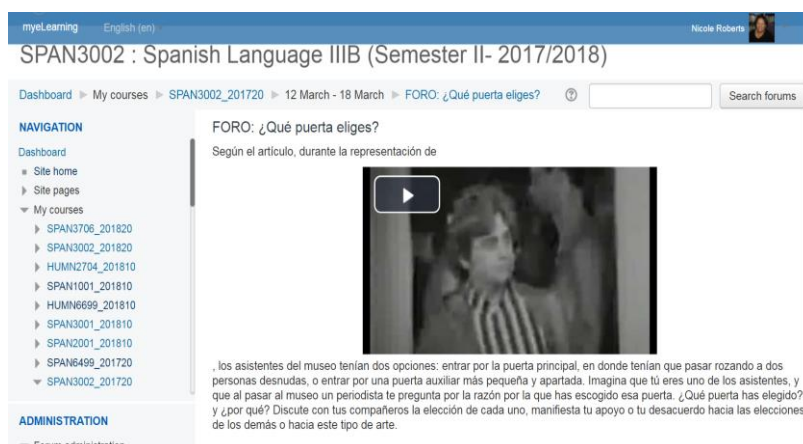 myeLearning English (en) Nicole Roberts
SPAN3002 : Spanish Language IIIB (Semester II- 2017/2018)
Dashboard My courses SPAN3002_201720 12 March - 18 March FORO: ¿Qué puerta eliges? Search forums
NAVIGATION
Dashboard
Site home
Site pages
My courses
SPAN3706_201820
SPAN3002_201820
HUMN2704_201810
SPAN1001_201810
HUMN6699_201810
SPAN3001_201810
SPAN2001_201810
SPAN6499_201720
SPAN3002_201720
ADMINISTRATION
Forum administration
FORO: ¿Qué puerta eliges?
Según el artículo, durante la representación de
, los asistentes del museo tenían dos opciones: entrar por la puerta principal, en donde tenían que pasar rozando a dos
personas desnudas, o entrar por una puerta auxiliar más pequeña y apartada. Imagina que tú eres uno de los asistentes, y
que al pasar al museo un periodista te pregunta por la razón por la que has escogido esa puerta. ¿Qué puerta has elegido?
y ¿por qué? Discute con tus compañeros la elección de cada uno, manifiesta tu apoyo o tu desacuerdo hacia las elecciones
de los demás o hacia este tipo de arte.